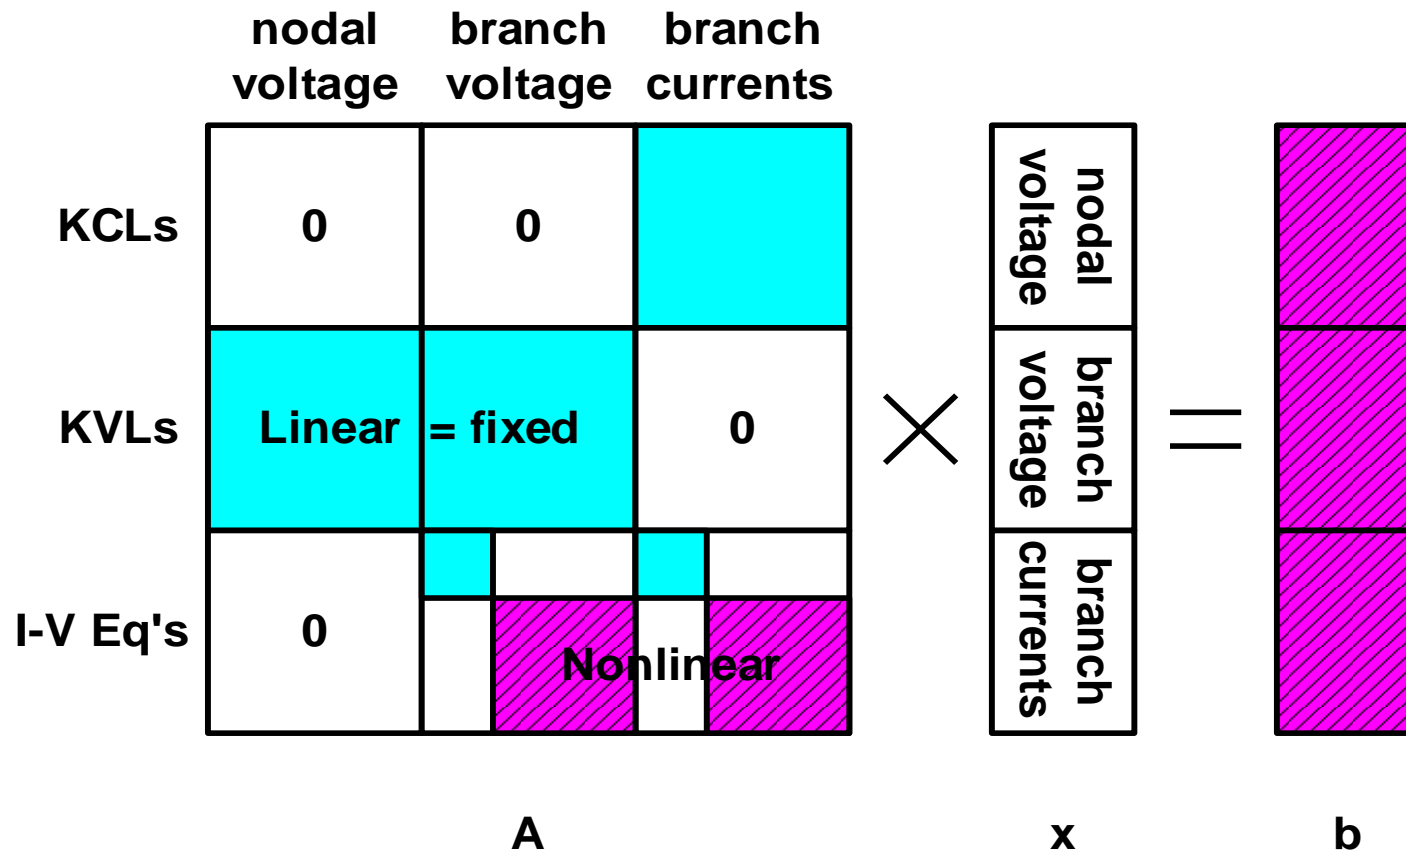 nodal branch branch
voltage voltage currents
KCLs 0 0
nodal
voltage
KVLs Linear = fixed 0
branch
voltage
I-V Eq's 0 Nonlinear
branch
currents
A x b